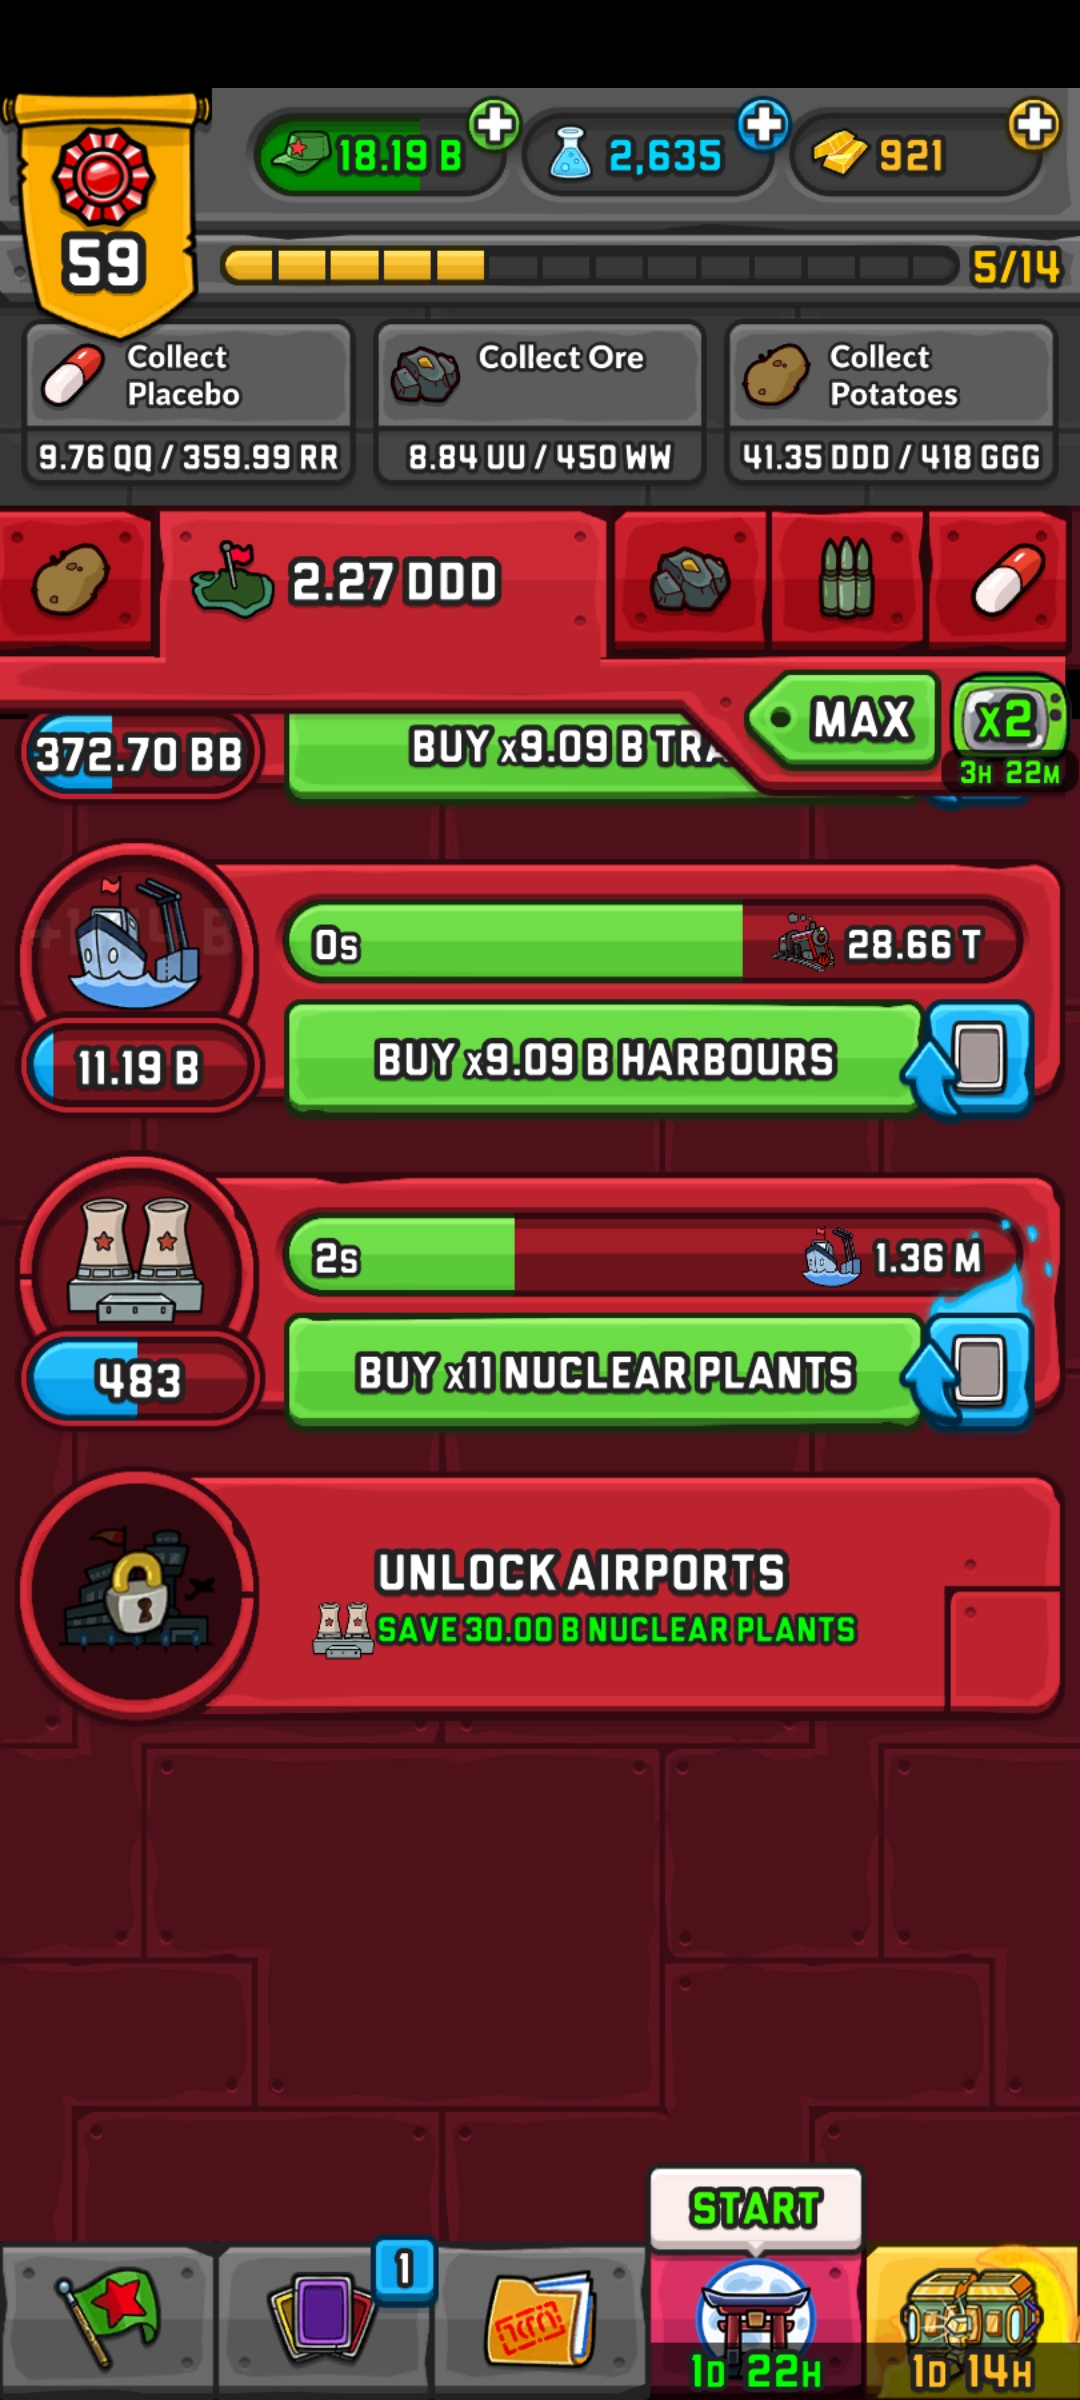 59
18.19 B
2,635
921
5/14
Collect Placebo
9.76 QQ / 359.99 RR
Collect Ore
8.84 UU / 450 WW
Collect Potatoes
41.35 DDD / 418 GGG
2.27 DDD
MAX
x2
3H 22M
372.70 BB
BUY x9.09 B TRA
0s
28.66 T
11.19 B
BUY x9.09 B HARBOURS
2s
1.36 M
483
BUY x11 NUCLEAR PLANTS
UNLOCK AIRPORTS
SAVE 30.00 B NUCLEAR PLANTS
START
1
1D 22H
1D 14H